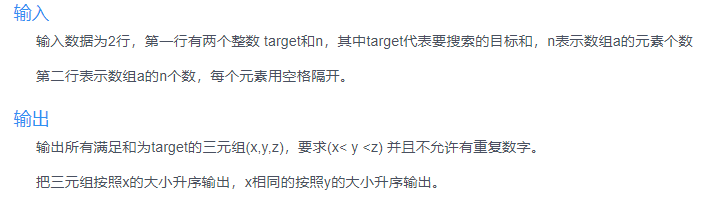 输入
输入数据为2行，第一行有两个整数 target和n，其中target代表要搜索的目标和，n表示数组a的元素个数
第二行表示数组a的n个数，每个元素用空格隔开。
输出
输出所有满足和为target的三元组(x,y,z)，要求(x< y <z) 并且不允许有重复数字。
把三元组按照x的大小升序输出，x相同的按照y的大小升序输出。